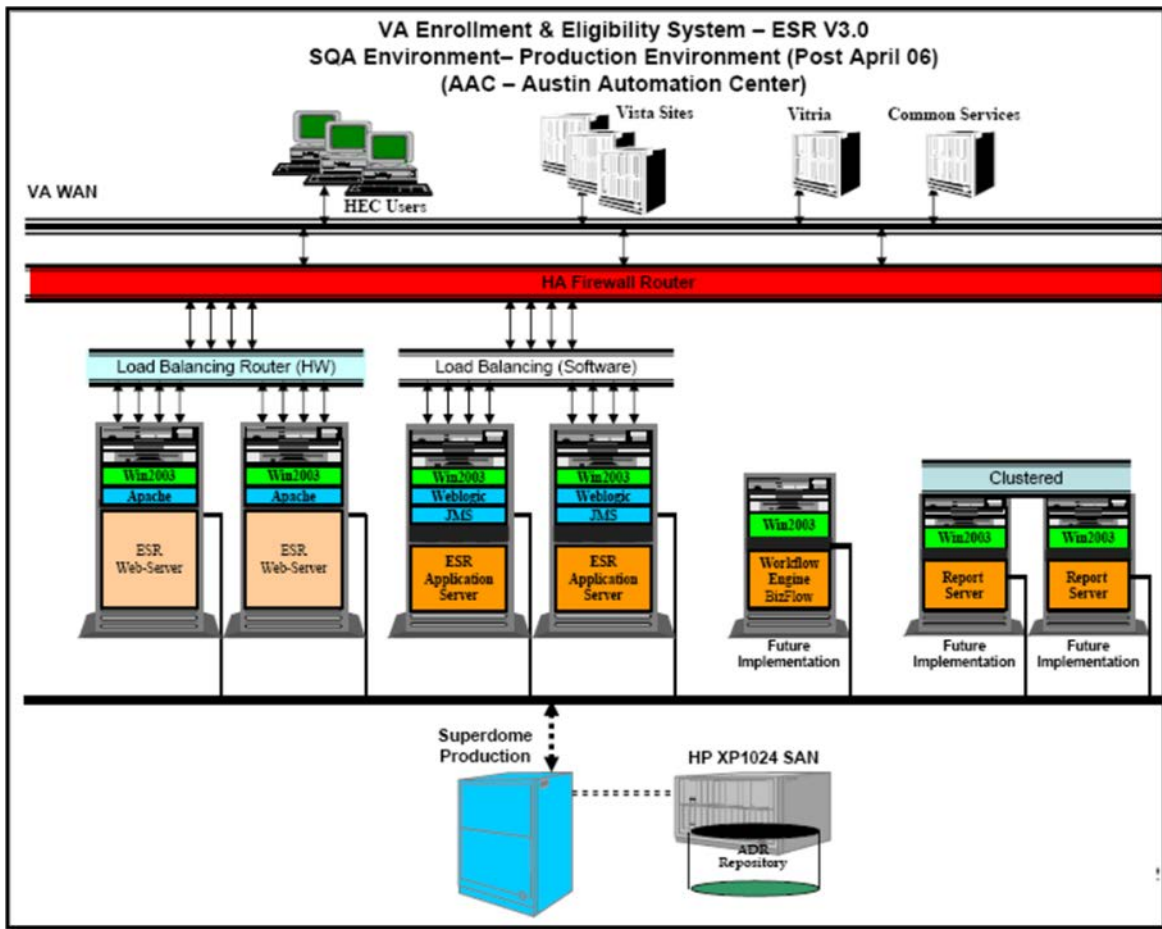 VA Enrollment & Eligibility System – ESR V3.0
SQA Environment– Production Environment (Post April 06)
(AAC – Austin Automation Center)
Vista Sites
Vitria
Common Services
VA WAN
HEC Users
HA Firewall Router
Load Balancing Router (HW)
Load Balancing (Software)
Win2003
Apache
ESR
Web-Server
Win2003
Apache
ESR
Web-Server
Win2003
Weblogic
JMS
ESR
Application
Server
Win2003
Weblogic
JMS
ESR
Application
Server
Win2003
Workflow
Engine
BizFlow
Future
Implementation
Clustered
Win2003
Report
Server
Future
Implementation
Win2003
Report
Server
Future
Implementation
Superdome
Production
HP XP1024 SAN
ADR
Repository